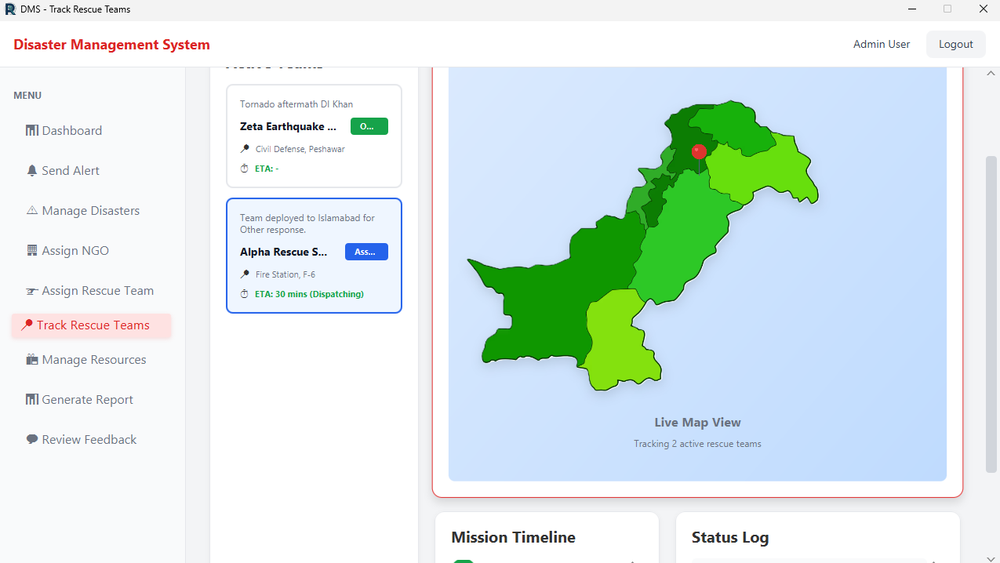 DMS - Track Rescue Teams
Disaster Management System
Admin User
Logout
MENU
Dashboard
Send Alert
Manage Disasters
Assign NGO
Assign Rescue Team
Track Rescue Teams
Manage Resources
Generate Report
Review Feedback
Tornado aftermath DI Khan
Zeta Earthquake ...
O...
Civil Defense, Peshawar
ETA: -
Team deployed to Islamabad for
Other response.
Alpha Rescue S...
Ass...
Fire Station, F-6
ETA: 30 mins (Dispatching)
Live Map View
Tracking 2 active rescue teams
Mission Timeline
Status Log